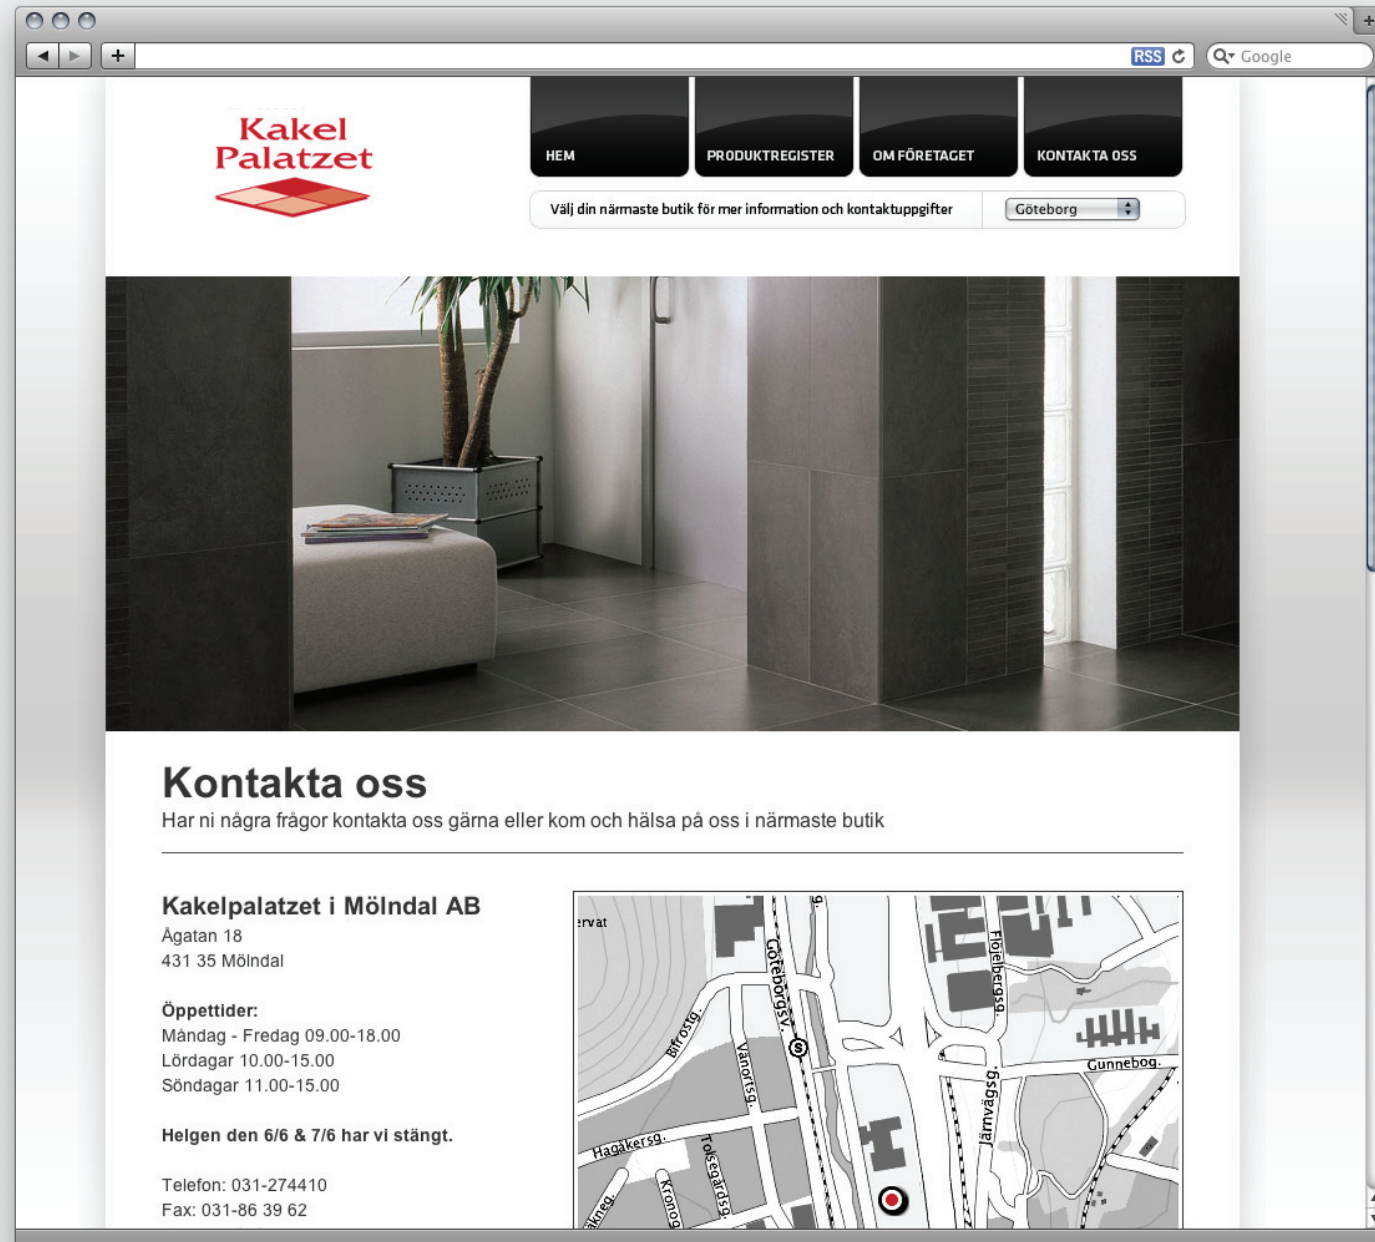 RSS
Google
Kakel
Palatzet
HEM
PRODUKTREGISTER
OM FÖRETAGET
KONTAKTA OSS
Välj din närmaste butik för mer information och kontaktuppgifter
Göteborg
Kontakta oss
Har ni några frågor kontakta oss gärna eller kom och hälsa på oss i närmaste butik
Kakelpalatzet i Mölndal AB
Ågatan 18
431 35 Mölndal
Öppettider:
Måndag - Fredag 09.00-18.00
Lördagar 10.00-15.00
Söndagar 11.00-15.00
Helgen den 6/6 & 7/6 har vi stängt.
Telefon: 031-274410
Fax: 031-86 39 62
ervat
g.
Göteborgsv.
Flöjelbergsg.
Bifrostg.
Vänortsg.
S
Gunnebog.
Järnvägsg.
Hagåkersg.
Tolsegårdsg.
Kronog
åkneg.